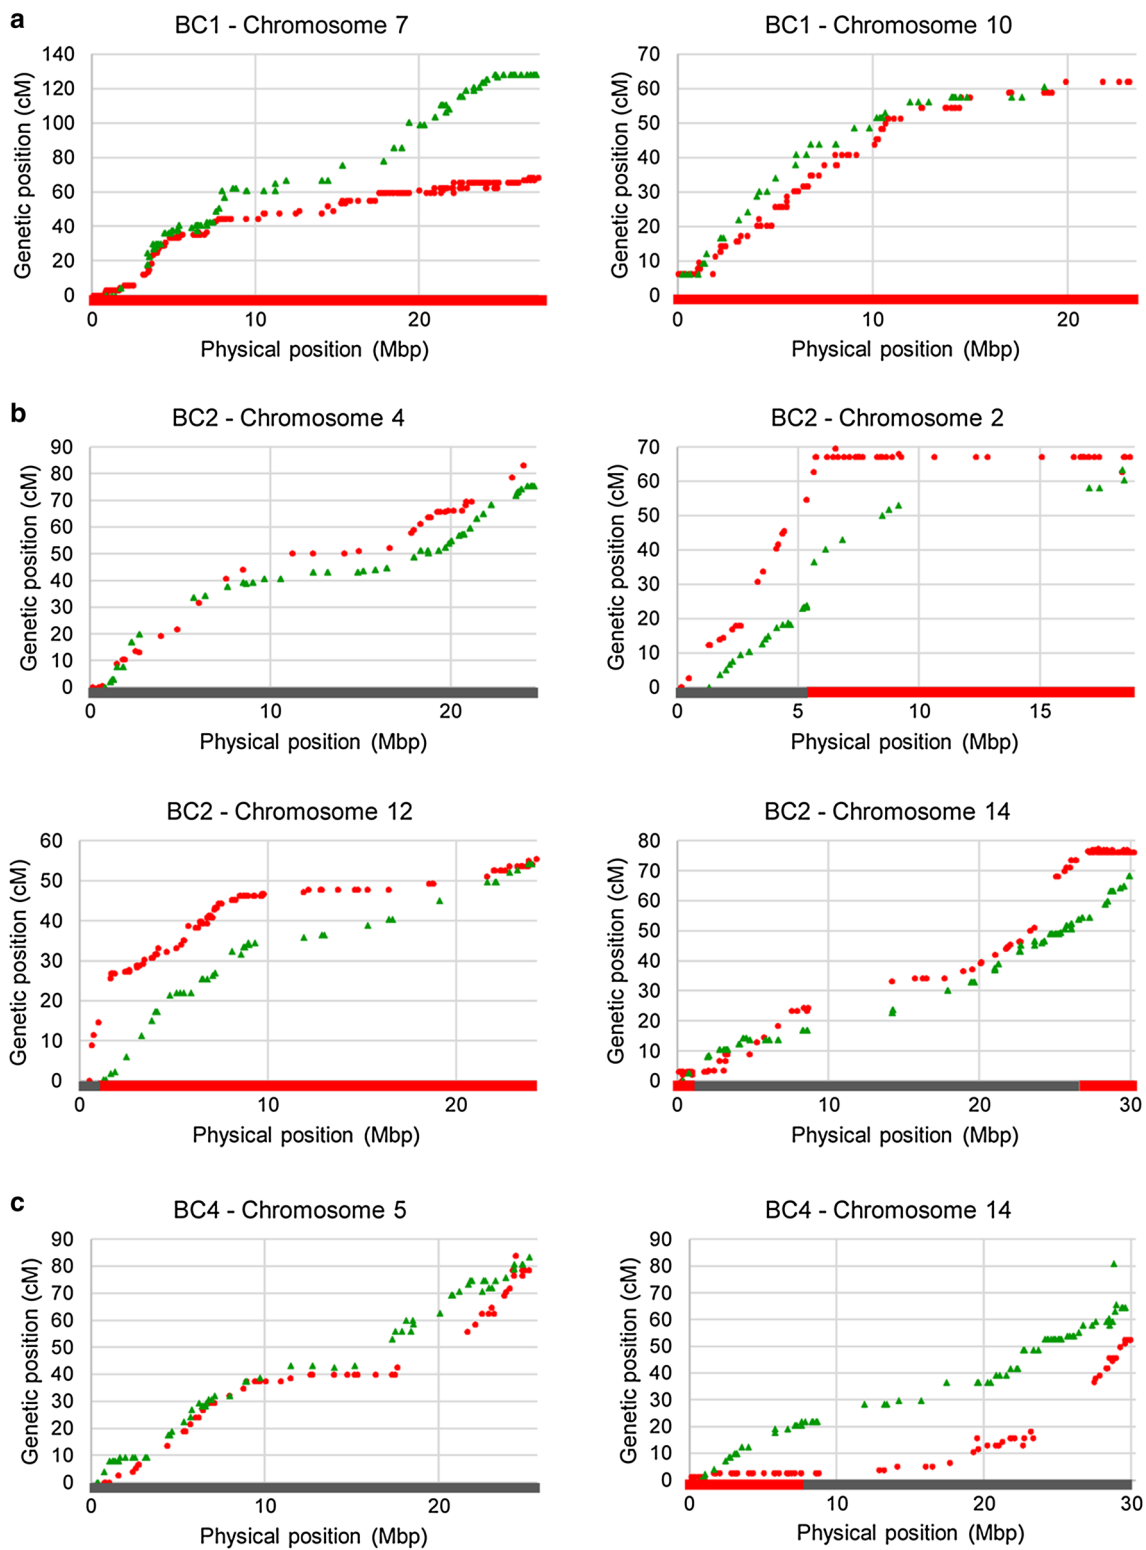 a
BC1 - Chromosome 7
Genetic position (cM)
140
120
100
80
60
40
20
0
0 10 20
Physical position (Mbp)
BC1 - Chromosome 10
Genetic position (cM)
70
60
50
40
30
20
10
0
0 10 20
Physical position (Mbp)
b
BC2 - Chromosome 4
Genetic position (cM)
90
80
70
60
50
40
30
20
10
0
0 10 20
Physical position (Mbp)
BC2 - Chromosome 2
Genetic position (cM)
70
60
50
40
30
20
10
0
0 5 10 15
Physical position (Mbp)
BC2 - Chromosome 12
Genetic position (cM)
60
50
40
30
20
10
0
0 10 20
Physical position (Mbp)
BC2 - Chromosome 14
Genetic position (cM)
80
70
60
50
40
30
20
10
0
0 10 20 30
Physical position (Mbp)
c
BC4 - Chromosome 5
Genetic position (cM)
90
80
70
60
50
40
30
20
10
0
0 10 20
Physical position (Mbp)
BC4 - Chromosome 14
Genetic position (cM)
90
80
70
60
50
40
30
20
10
0
0 10 20 30
Physical position (Mbp)